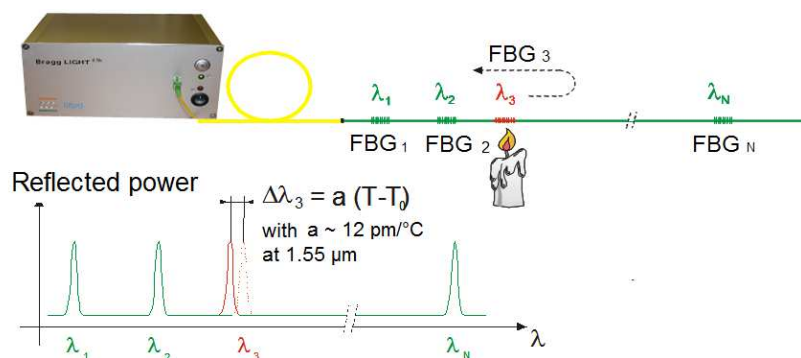 Bragg LIGHT
FBG 3
λ1 λ2 λ3 λN
FBG 1 FBG 2 FBG N
Reflected power
Δλ3 = a (T-T0)
with a ~ 12 pm/°C
at 1.55 µm
λ1 λ2 λ3 λN λ